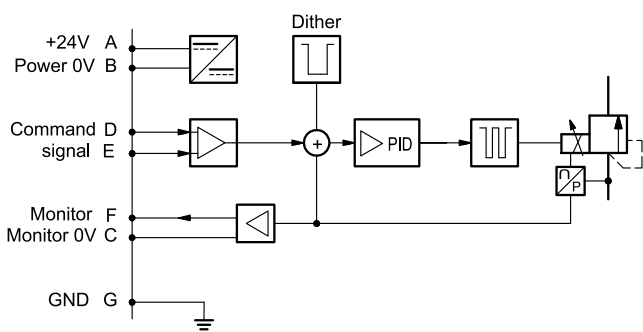 Dither
+24V A
Power 0V B
Command D
signal E
+
PID
Monitor F
Monitor 0V C
GND G
P